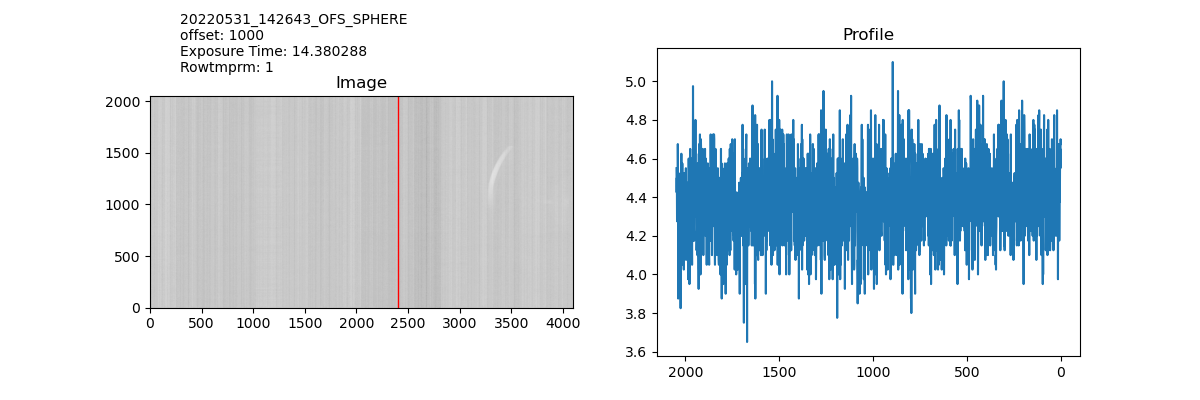 20220531_142643_OFS_SPHERE
offset: 1000
Exposure Time: 14.380288
Rowtmprm: 1
Image
2000
1500
1000
500
0
0 500 1000 1500 2000 2500 3000 3500 4000
Profile
5.0
4.8
4.6
4.4
4.2
4.0
3.8
3.6
2000 1500 1000 500 0